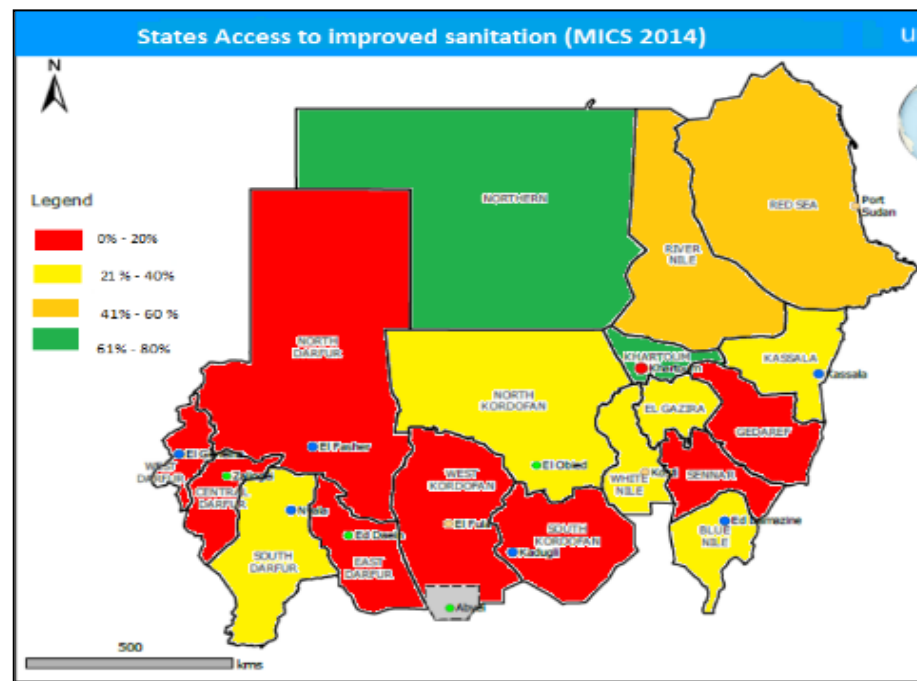 States Access to improved sanitation (MICS 2014)
N
Legend
0% - 20%
21 % - 40%
41% - 60 %
61% - 80%
NORTHERN
RED SEA
Port
Sudan
RIVER
NILE
NORTH
DARFUR
KHARTOUM
Khartoum
KASSALA
Kassala
NORTH
KORDOFAN
EL GAZIRA
GEDAREF
El Fasher
WEST
DARFUR
CENTRAL
DARFUR
WEST
KORDOFAN
El Obied
WHITE
NILE
SENNAR
Nyala
El Fula
Ed Daein
SOUTH
KORDOFAN
Kadugli
Ed Damazine
BLUE
NILE
SOUTH
DARFUR
EAST
DARFUR
Abyei
500
kms